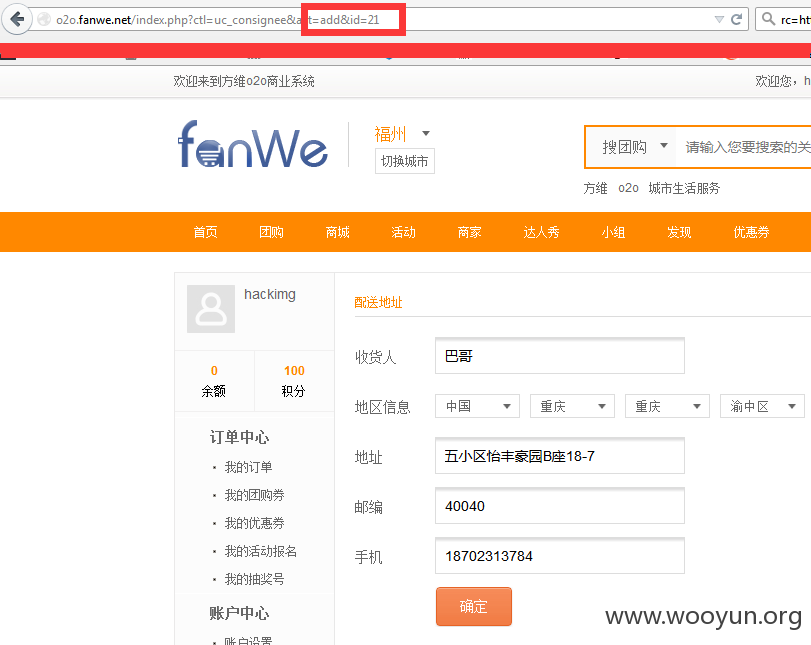 o2o.fanwe.net/index.php?ctl=uc_consignee&act=add&id=21
rc=ht
欢迎来到方维o2o商业系统
欢迎您，h
fanWe
福州
切换城市
搜团购 请输入您要搜索的关
方维 o2o 城市生活服务
首页 团购 商城 活动 商家 达人秀 小组 发现 优惠券
hackimg
0
余额
100
积分
订单中心
· 我的订单
· 我的团购券
· 我的优惠券
· 我的活动报名
· 我的抽奖号
账户中心
· 账户设置
配送地址
收货人 巴哥
地区信息 中国 重庆 重庆 渝中区
地址 五小区怡丰豪园B座18-7
邮编 40040
手机 18702313784
确定
www.wooyun.org